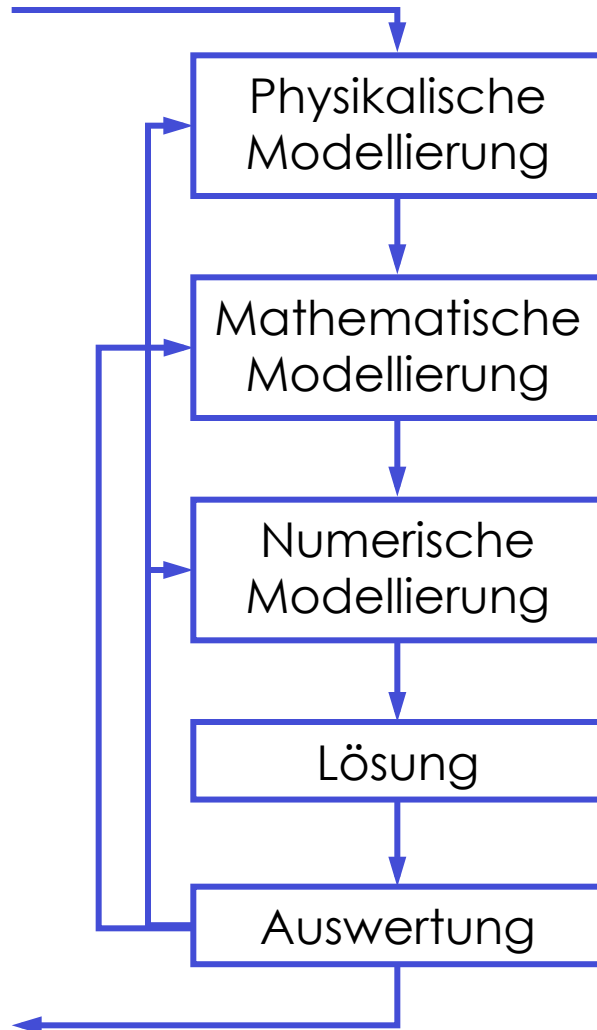 Physikalische
Modellierung
Mathematische
Modellierung
Numerische
Modellierung
Lösung
Auswertung